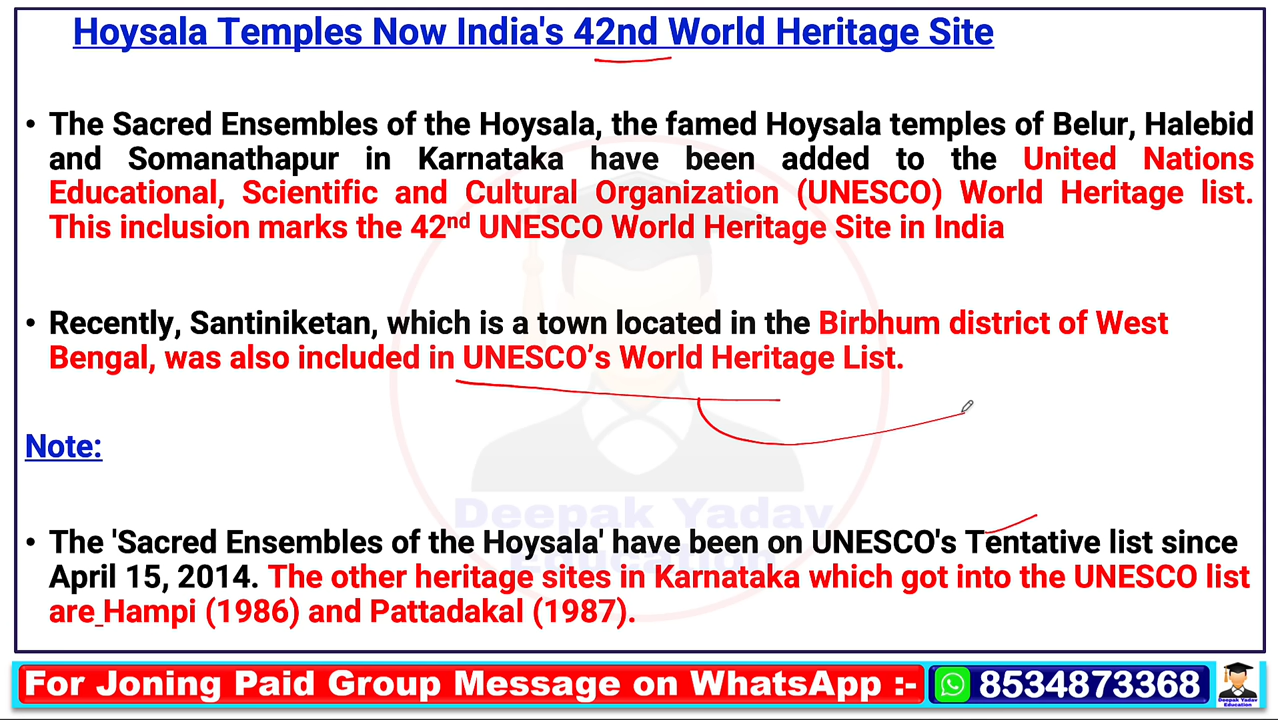 Hoysala Temples Now India's 42nd World Heritage Site
• The Sacred Ensembles of the Hoysala, the famed Hoysala temples of Belur, Halebid
and Somanathapur in Karnataka have been added to the United Nations
Educational, Scientific and Cultural Organization (UNESCO) World Heritage list.
This inclusion marks the 42nd UNESCO World Heritage Site in India
• Recently, Santiniketan, which is a town located in the Birbhum district of West
Bengal, was also included in UNESCO’s World Heritage List.
Note:
Deepak Yadav
Education
• The 'Sacred Ensembles of the Hoysala' have been on UNESCO's Tentative list since
April 15, 2014. The other heritage sites in Karnataka which got into the UNESCO list
are Hampi (1986) and Pattadakal (1987).
For Joning Paid Group Message on WhatsApp :- 8534873368
Deepak Yadav
Education